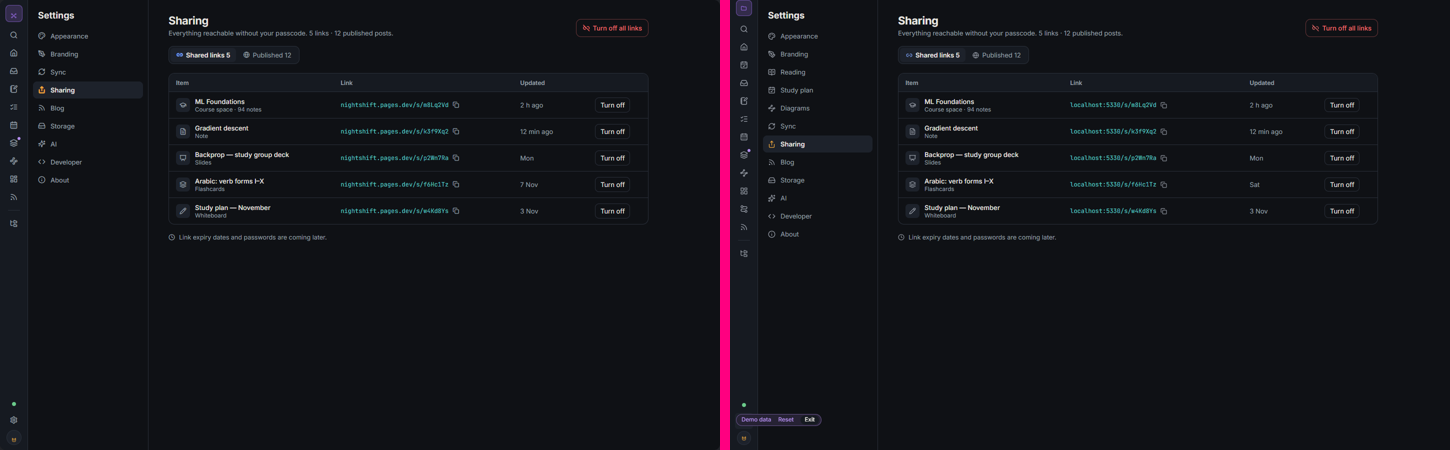 Settings
Appearance
Branding
Sync
Sharing
Blog
Storage
AI
Developer
About
Sharing
Everything reachable without your passcode. 5 links · 12 published posts.
Turn off all links
Shared links 5
Published 12
Item Link Updated
ML Foundations
Course space · 94 notes
nightshift.pages.dev/s/m8Lq2Vd
2 h ago
Turn off
Gradient descent
Note
nightshift.pages.dev/s/k3f9Xq2
12 min ago
Turn off
Backprop — study group deck
Slides
nightshift.pages.dev/s/p2Wn7Ra
Mon
Turn off
Arabic: verb forms I–X
Flashcards
nightshift.pages.dev/s/f6Hc1Tz
7 Nov
Turn off
Study plan — November
Whiteboard
nightshift.pages.dev/s/w4Kd8Ys
3 Nov
Turn off
Link expiry dates and passwords are coming later.
Settings
Appearance
Branding
Reading
Study plan
Diagrams
Sync
Sharing
Blog
Storage
AI
Developer
About
Demo data Reset Exit
Sharing
Everything reachable without your passcode. 5 links · 12 published posts.
Turn off all links
Shared links 5
Published 12
Item Link Updated
ML Foundations
Course space · 94 notes
localhost:5330/s/m8Lq2Vd
2 h ago
Turn off
Gradient descent
Note
localhost:5330/s/k3f9Xq2
12 min ago
Turn off
Backprop — study group deck
Slides
localhost:5330/s/p2Wn7Ra
Mon
Turn off
Arabic: verb forms I–X
Flashcards
localhost:5330/s/f6Hc1Tz
Sat
Turn off
Study plan — November
Whiteboard
localhost:5330/s/w4Kd8Ys
3 Nov
Turn off
Link expiry dates and passwords are coming later.